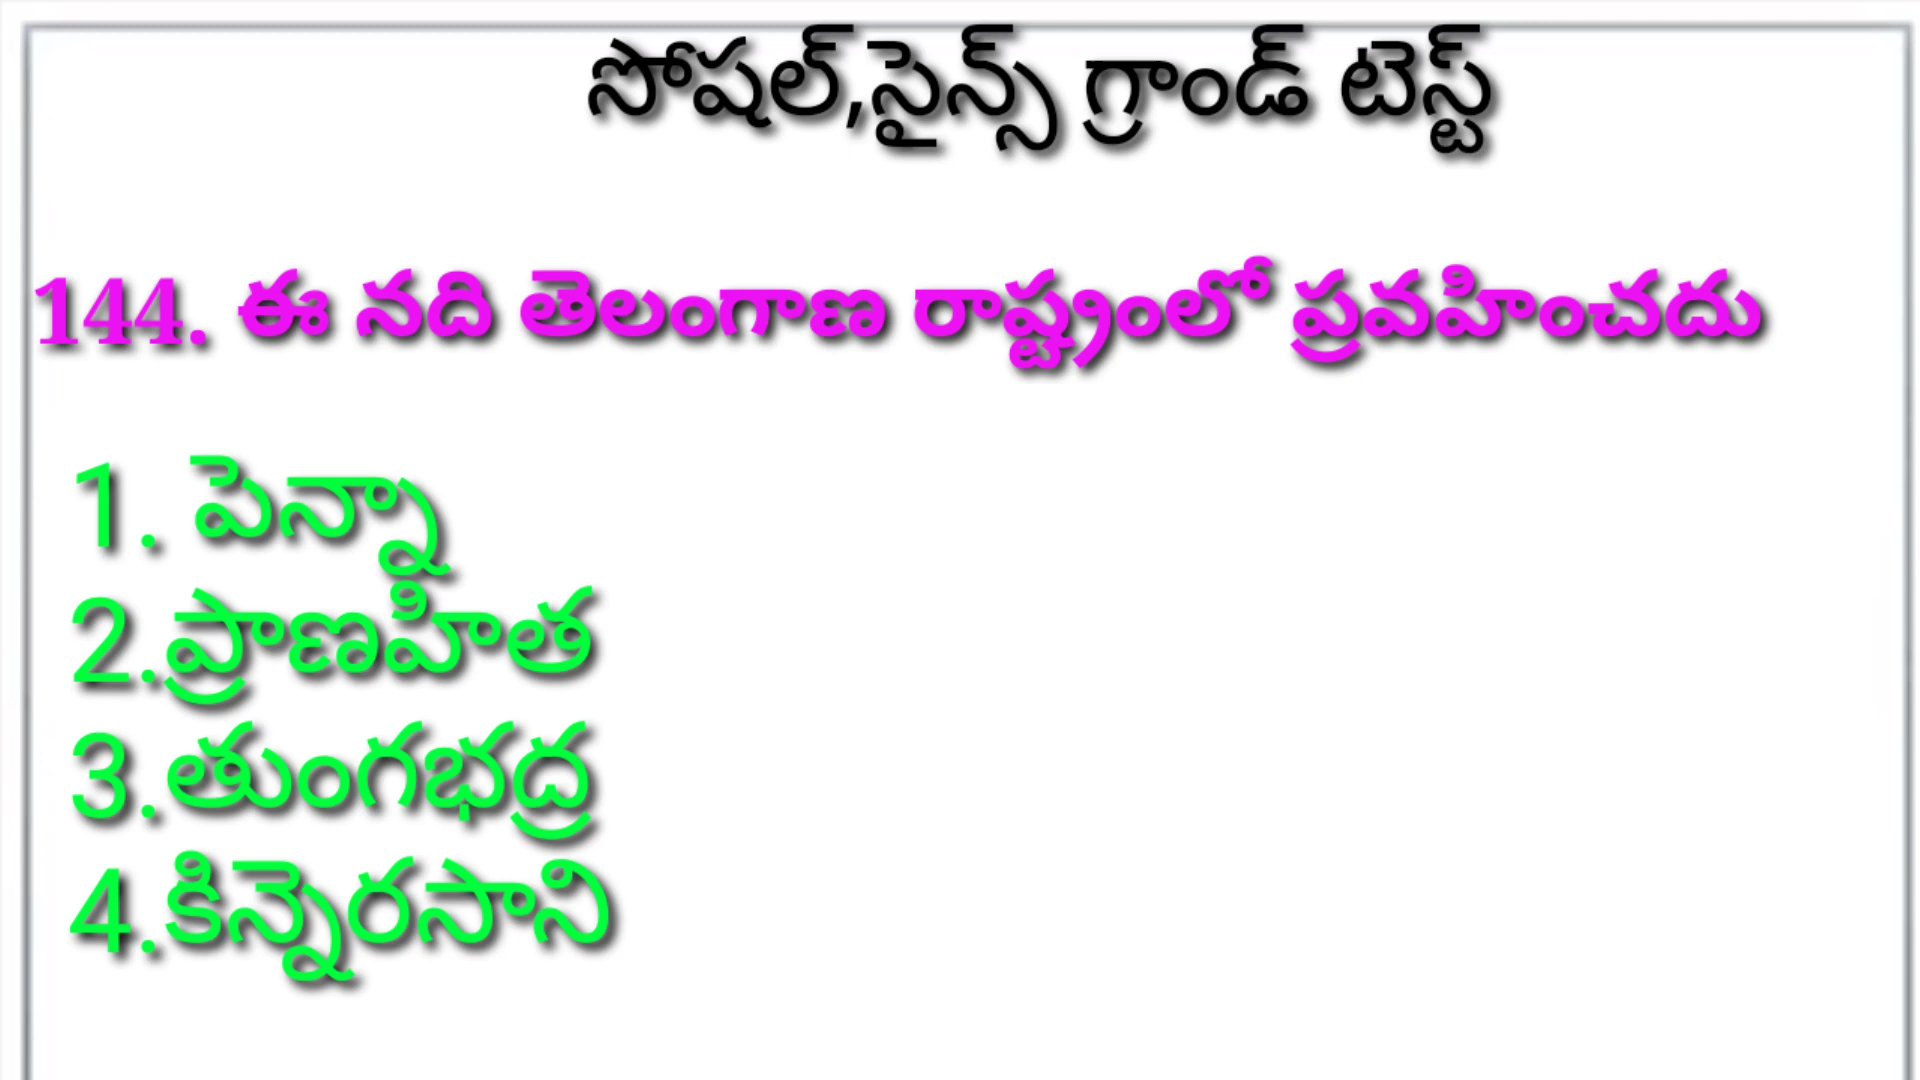 సోషల్,సైన్స్ గ్రాండ్ టెస్ట్
144. ఈ నది తెలంగాణ రాష్ట్రంలో ప్రవహించదు
1. పెన్నా
2.ప్రాణహిత
3.తుంగభద్ర
4.కిన్నెరసాని